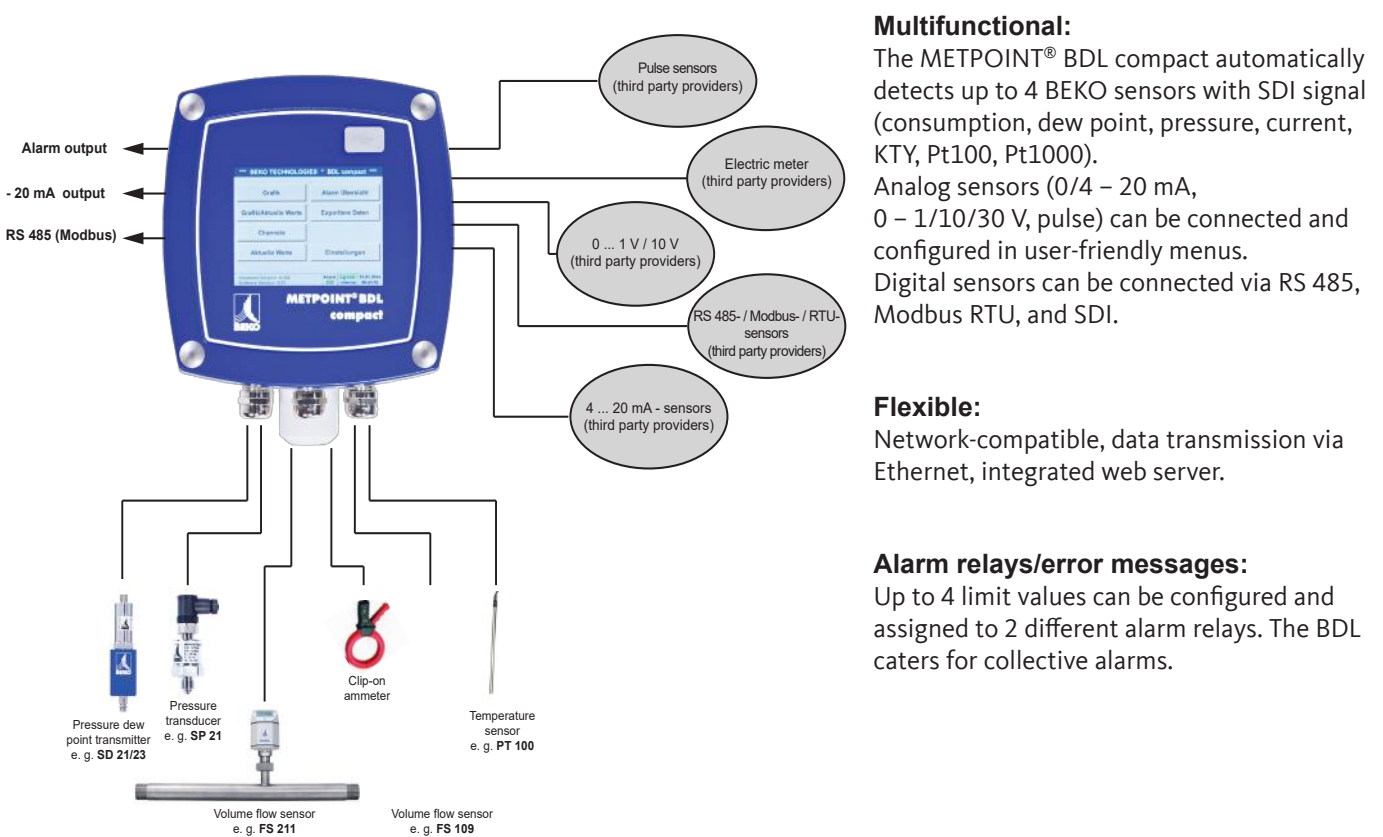 Alarm output
- 20 mA output
RS 485 (Modbus)
*** BEKO TECHNOLOGIES * BDL compact ***
Grafik
Alarm Übersicht
Grafik/Aktuelle Werte
Exportiere Daten
Channels
Aktuelle Werte
Einstellungen
BEKO
METPOINT® BDL
compact
Pulse sensors
(third party providers)
Electric meter
(third party providers)
0 ... 1 V / 10 V
(third party providers)
RS 485- / Modbus- / RTU-
sensors
(third party providers)
4 ... 20 mA - sensors
(third party providers)
BEKO
Pressure dew
point transmitter
e. g. SD 21/23
Pressure
transducer
e. g. SP 21
Volume flow sensor
e. g. FS 211
Clip-on
ammeter
Volume flow sensor
e. g. FS 109
Temperature
sensor
e. g. PT 100
Multifunctional:
The METPOINT® BDL compact automatically
detects up to 4 BEKO sensors with SDI signal
(consumption, dew point, pressure, current,
KTY, Pt100, Pt1000).
Analog sensors (0/4 – 20 mA,
0 – 1/10/30 V, pulse) can be connected and
configured in user-friendly menus.
Digital sensors can be connected via RS 485,
Modbus RTU, and SDI.
Flexible:
Network-compatible, data transmission via
Ethernet, integrated web server.
Alarm relays/error messages:
Up to 4 limit values can be configured and
assigned to 2 different alarm relays. The BDL
caters for collective alarms.